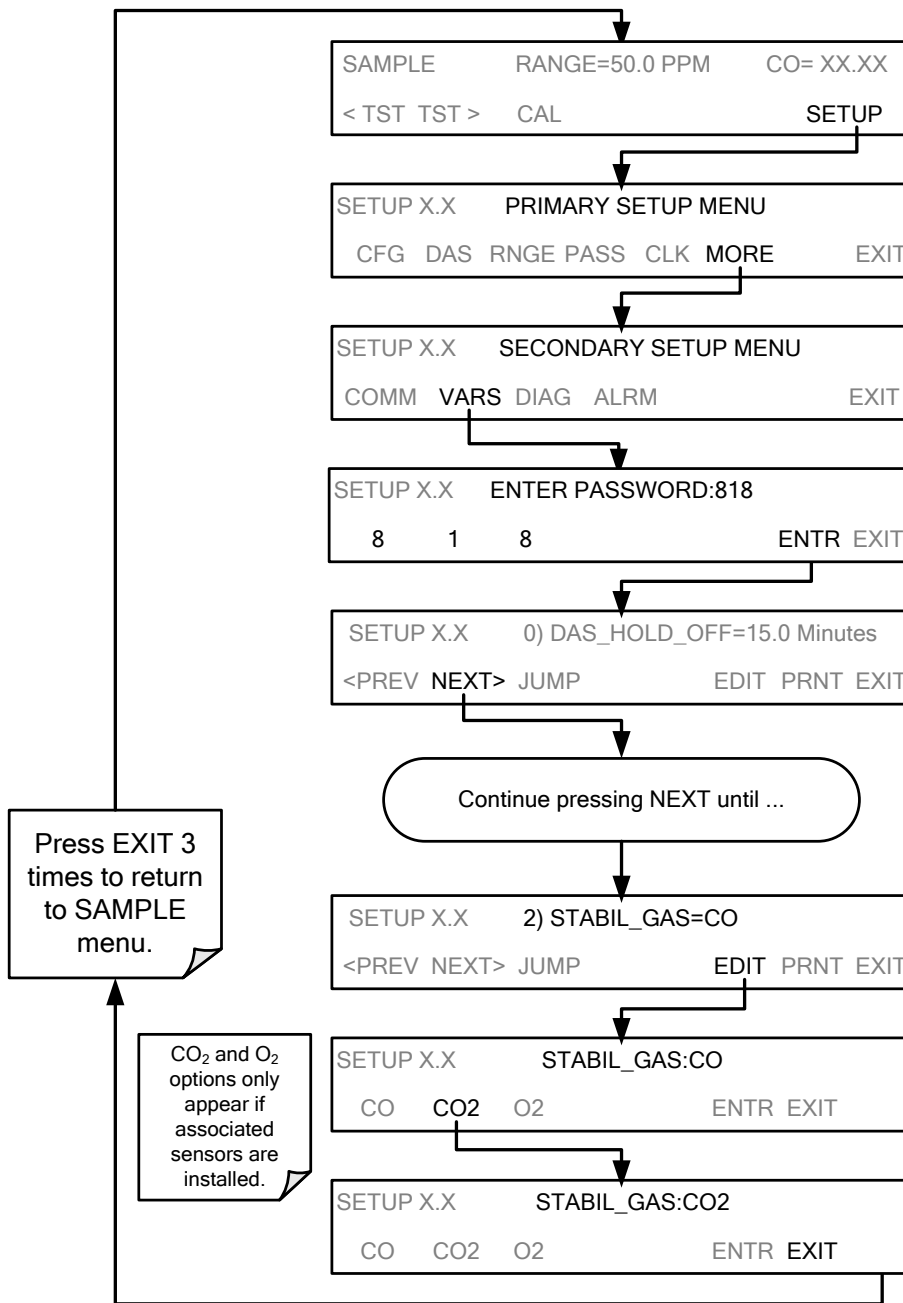 SAMPLE RANGE=50.0 PPM CO= XX.XX
< TST TST > CAL SETUP
SETUP X.X PRIMARY SETUP MENU
CFG DAS RNGE PASS CLK MORE EXIT
SETUP X.X SECONDARY SETUP MENU
COMM VARS DIAG ALRM EXIT
SETUP X.X ENTER PASSWORD:818
8 1 8 ENTR EXIT
SETUP X.X 0) DAS_HOLD_OFF=15.0 Minutes
<PREV NEXT> JUMP EDIT PRNT EXIT
Continue pressing NEXT until ...
Press EXIT 3
times to return
to SAMPLE
menu.
SETUP X.X 2) STABIL_GAS=CO
<PREV NEXT> JUMP EDIT PRNT EXIT
CO2 and O2
options only
appear if
associated
sensors are
installed.
SETUP X.X STABIL_GAS:CO
CO CO2 O2 ENTR EXIT
SETUP X.X STABIL_GAS:CO2
CO CO2 O2 ENTR EXIT